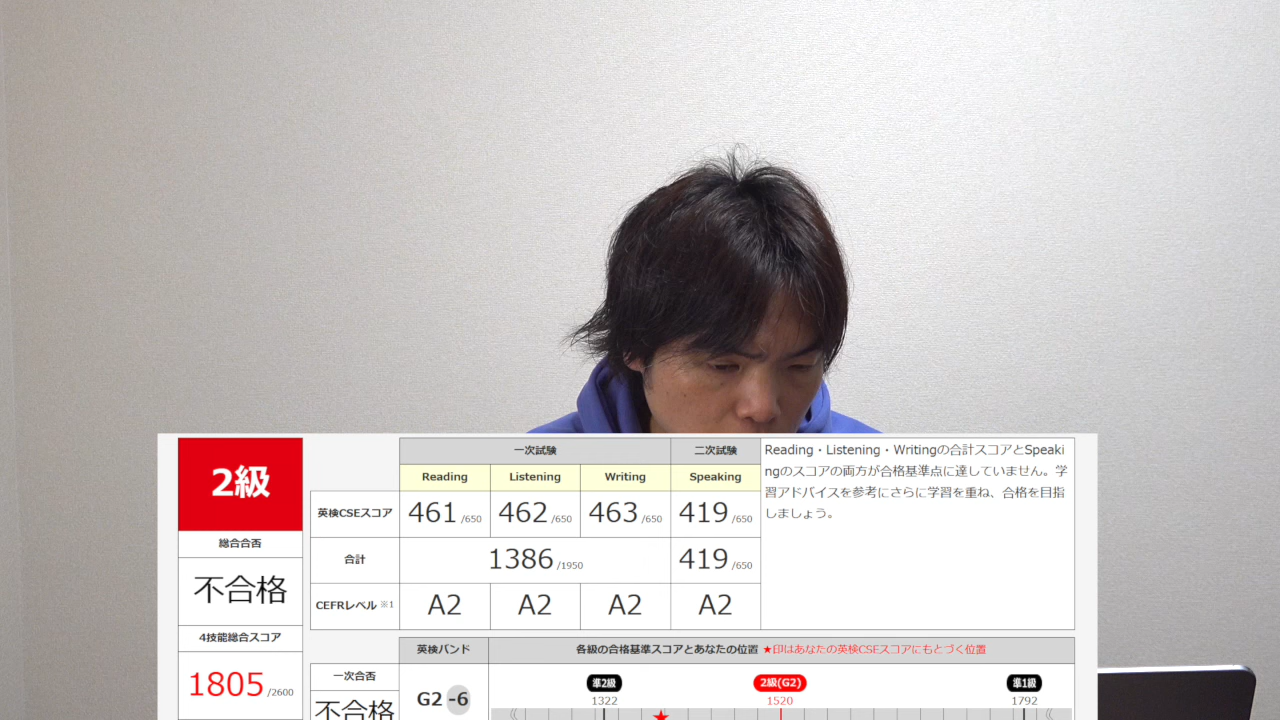 2級
総合合否
不合格
4技能総合スコア
1805/2600
一次試験 二次試験
Reading Listening Writing Speaking
英検CSEスコア 461/650 462/650 463/650 419/650
合計 1386/1950 419/650
CEFRレベル ※1 A2 A2 A2 A2
Reading・Listening・Writingの合計スコアとSpeaki
ngのスコアの両方が合格基準点に達していません。学
習アドバイスを参考にさらに学習を重ね、合格を目指
しましょう。
英検バンド 各級の合格基準スコアとあなたの位置 ★印はあなたの英検CSEスコアにもとづく位置
一次合否
不合格
G2 -6
準2級 2級(G2) 準1級
1322 1520 1792